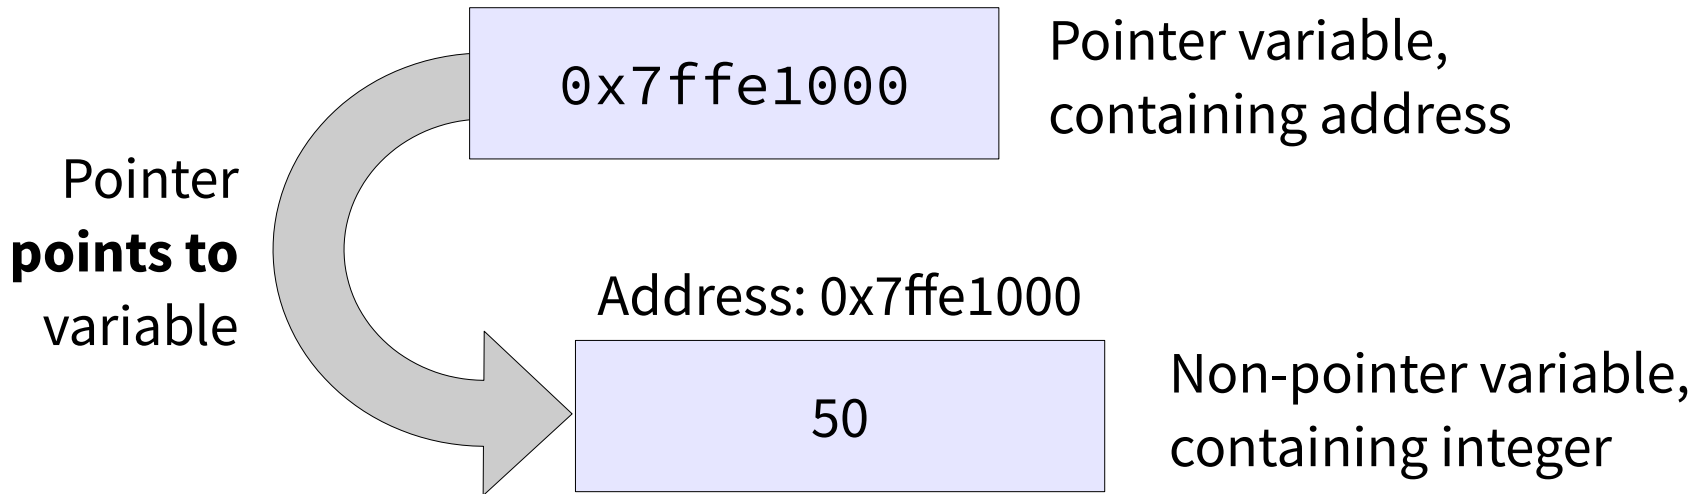 0x7ffe1000
Pointer variable,
containing address
Pointer
points to
variable
Address: 0x7ffe1000
50
Non-pointer variable,
containing integer